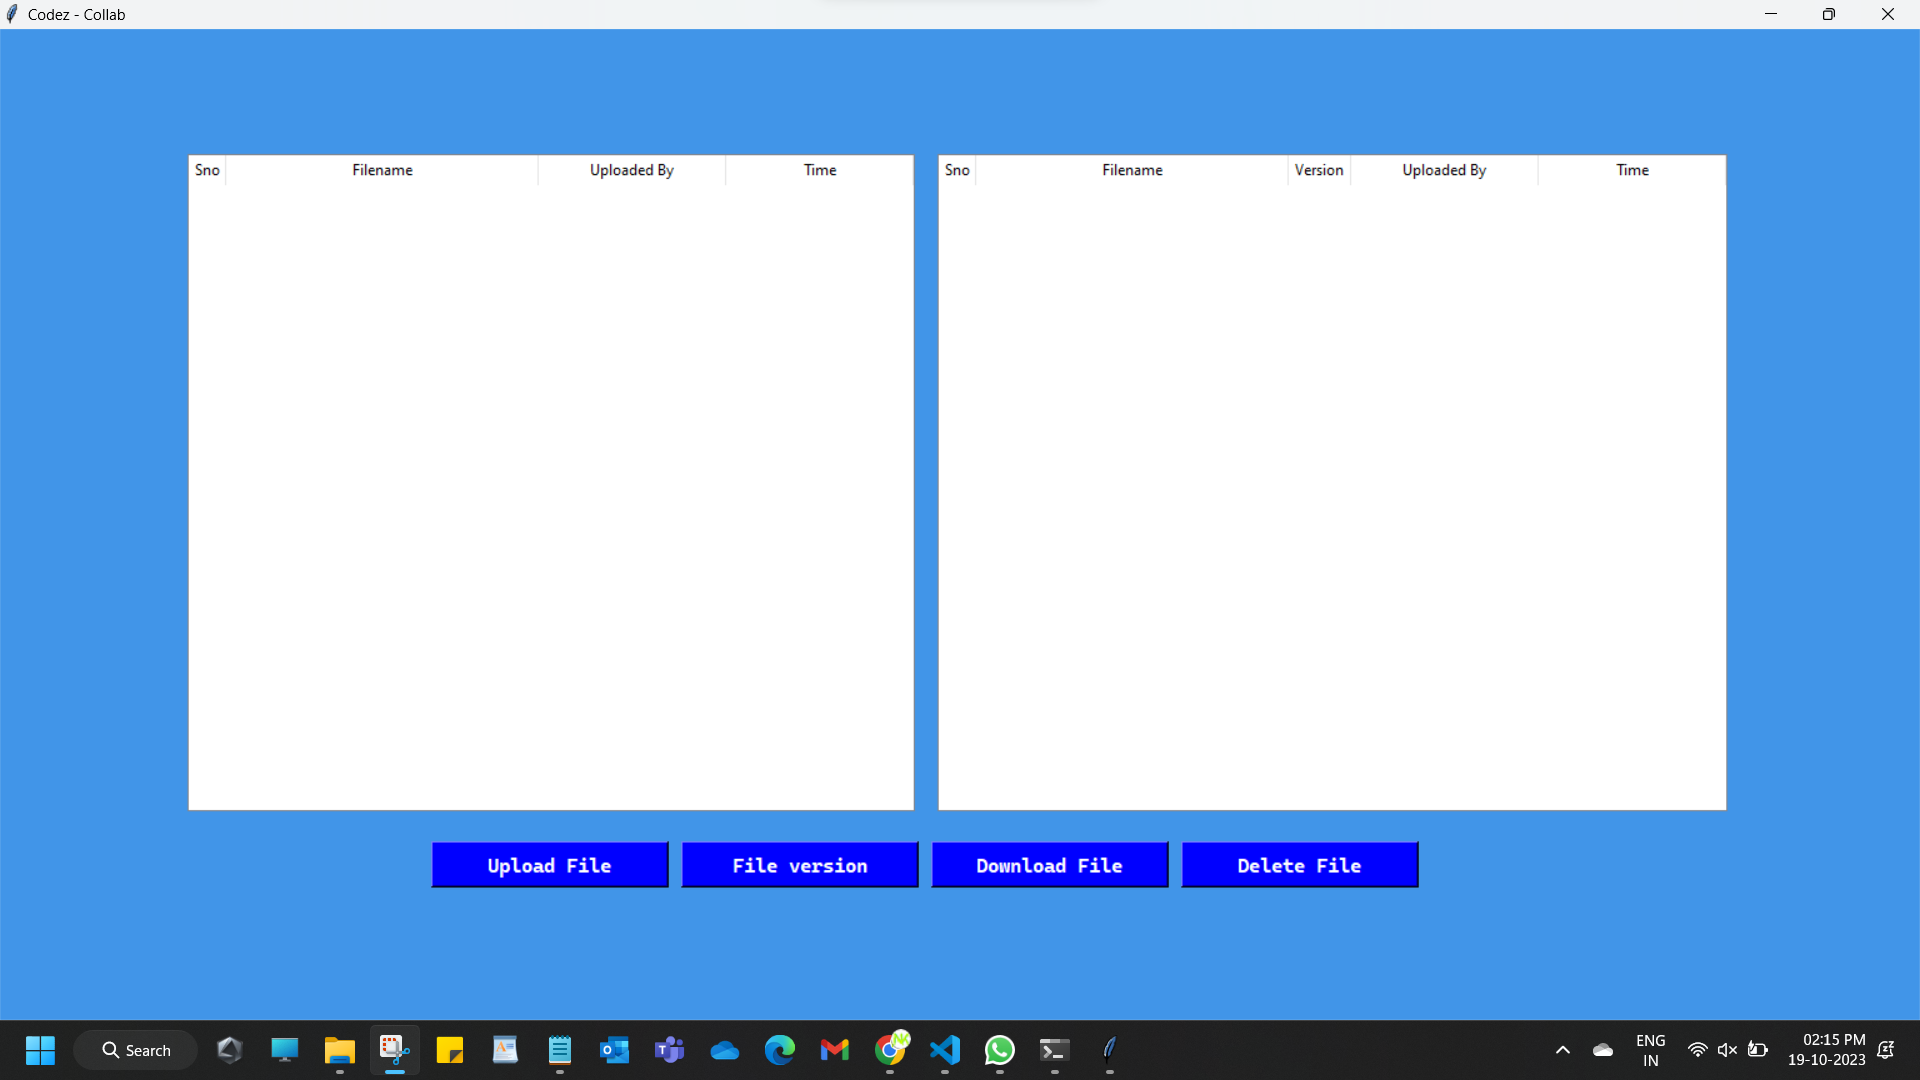 Codez - Collab
Sno Filename Uploaded By Time
Sno Filename Version Uploaded By Time
Upload File
File version
Download File
Delete File
Search
NK
ENG
IN
02:15 PM
19-10-2023